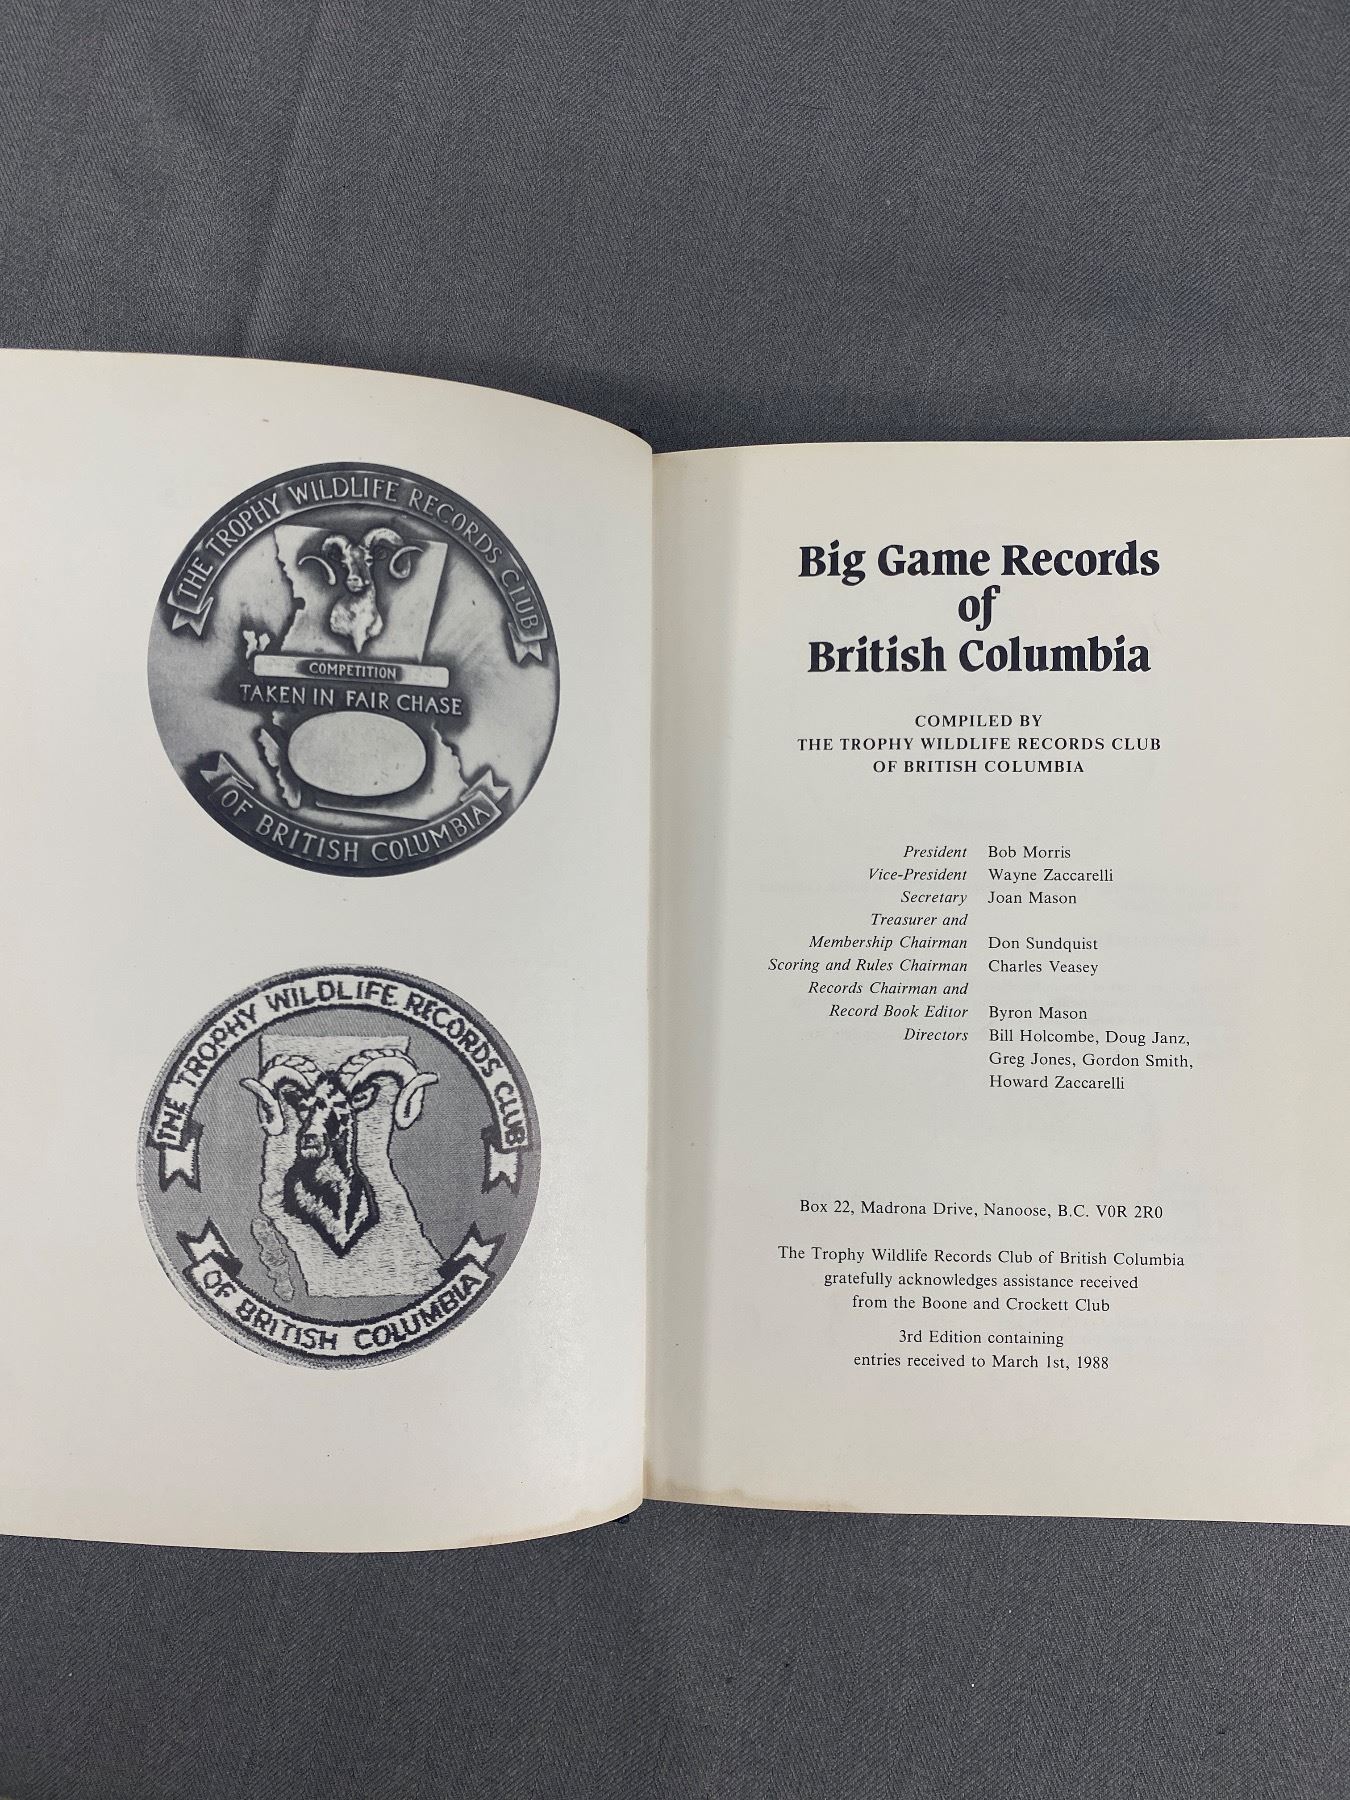 THE TROPHY WILDLIFE RECORDS CLUB
COMPETITION
TAKEN IN FAIR CHASE
OF BRITISH COLUMBIA
THE TROPHY WILDLIFE RECORDS CLUB
OF BRITISH COLUMBIA
Big Game Records
of
British Columbia
COMPILED BY
THE TROPHY WILDLIFE RECORDS CLUB
OF BRITISH COLUMBIA
President Bob Morris
Vice-President Wayne Zaccarelli
Secretary Joan Mason
Treasurer and
Membership Chairman Don Sundquist
Scoring and Rules Chairman Charles Veasey
Records Chairman and
Record Book Editor Byron Mason
Directors Bill Holcombe, Doug Janz,
Greg Jones, Gordon Smith,
Howard Zaccarelli
Box 22, Madrona Drive, Nanoose, B.C. V0R 2R0
The Trophy Wildlife Records Club of British Columbia
gratefully acknowledges assistance received
from the Boone and Crockett Club
3rd Edition containing
entries received to March 1st, 1988